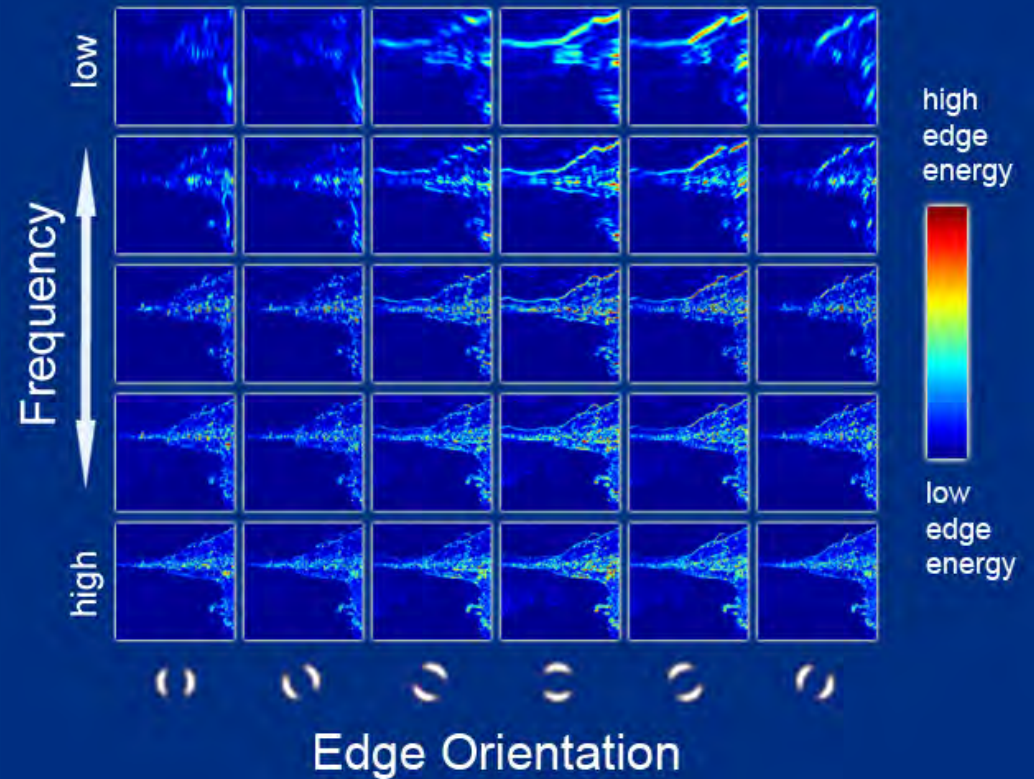 low
Frequency
high
high
edge
energy
low
edge
energy
Edge Orientation